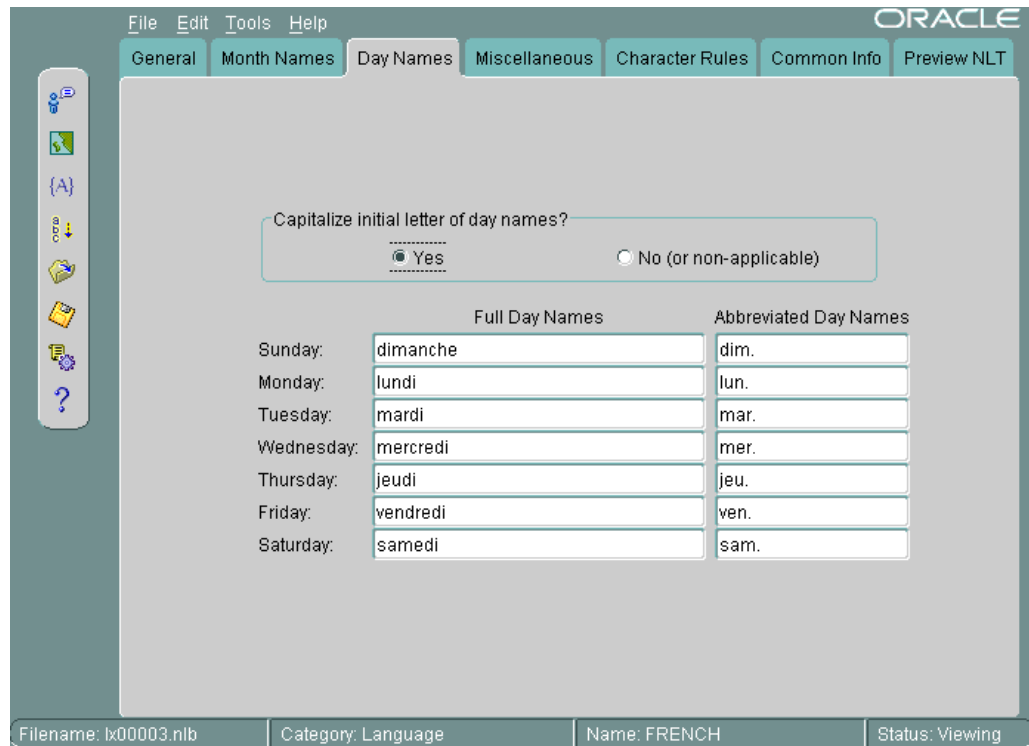 File Edit Tools Help ORACLE
General Month Names Day Names Miscellaneous Character Rules Common Info Preview NLT
{A}
a
b
c
Capitalize initial letter of day names?
Yes No (or non-applicable)
Full Day Names Abbreviated Day Names
Sunday: dimanche dim.
Monday: lundi lun.
Tuesday: mardi mar.
Wednesday: mercredi mer.
Thursday: jeudi jeu.
Friday: vendredi ven.
Saturday: samedi sam.
?
Filename: lx00003.nlb Category: Language Name: FRENCH Status: Viewing